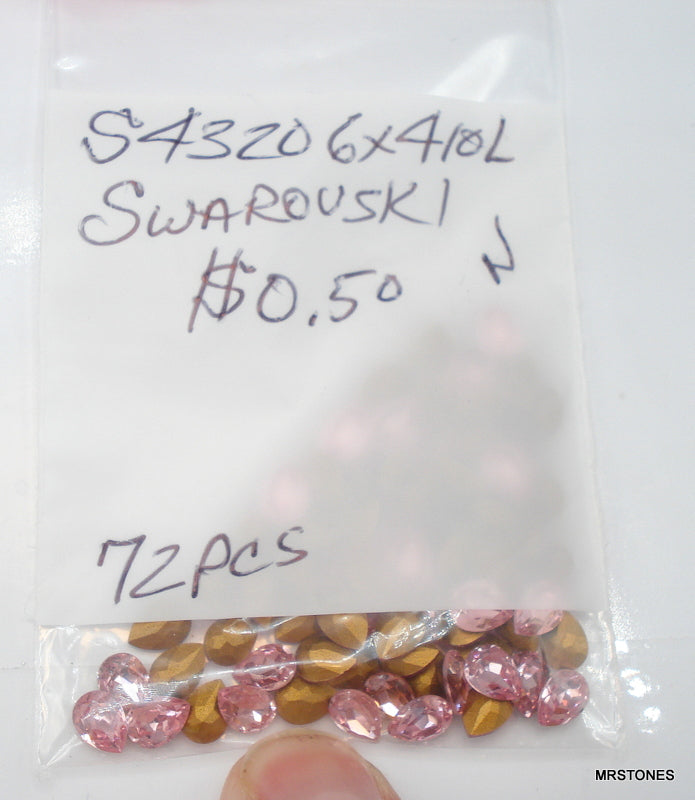 S4320 6x4 10L
SWAROVSKI
$0.50
N
72PCS
MRSTONES